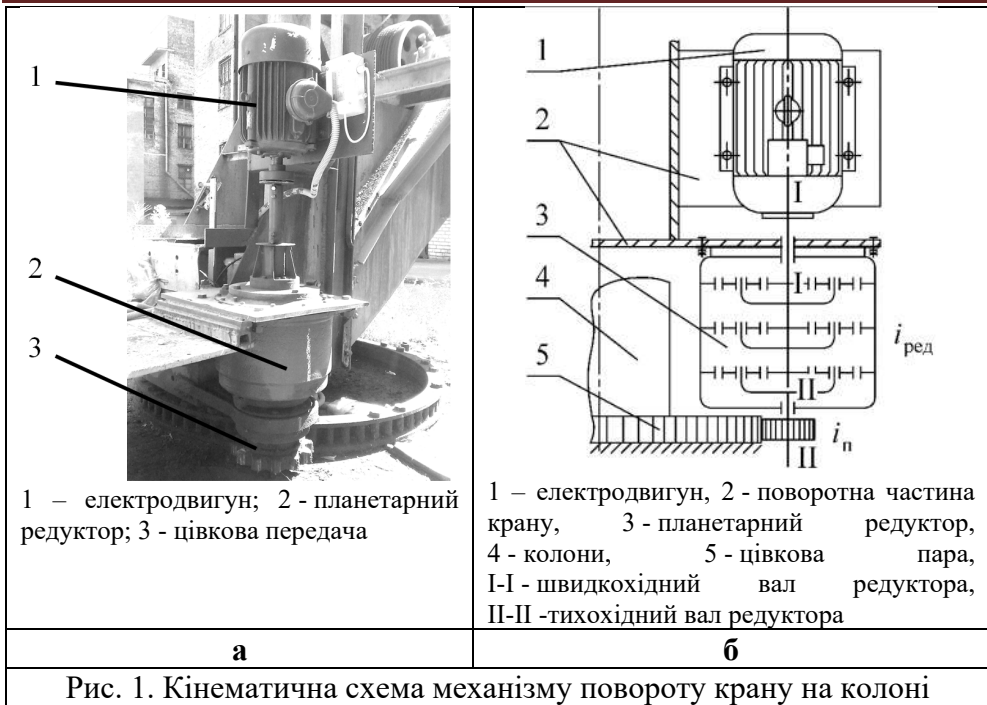 1
2
3
1 – електродвигун; 2 - планетарний
редуктор; 3 - цівкова передача
1
2
3
4
5
I
I
II
II
iред
iп
1 – електродвигун, 2 - поворотна частина
крану, 3 - планетарний редуктор,
4 - колони, 5 - цівкова пара,
I-I - швидкохідний вал редуктора,
II-II -тихохідний вал редуктора
а
б
Рис. 1. Кінематична схема механізму повороту крану на колоні